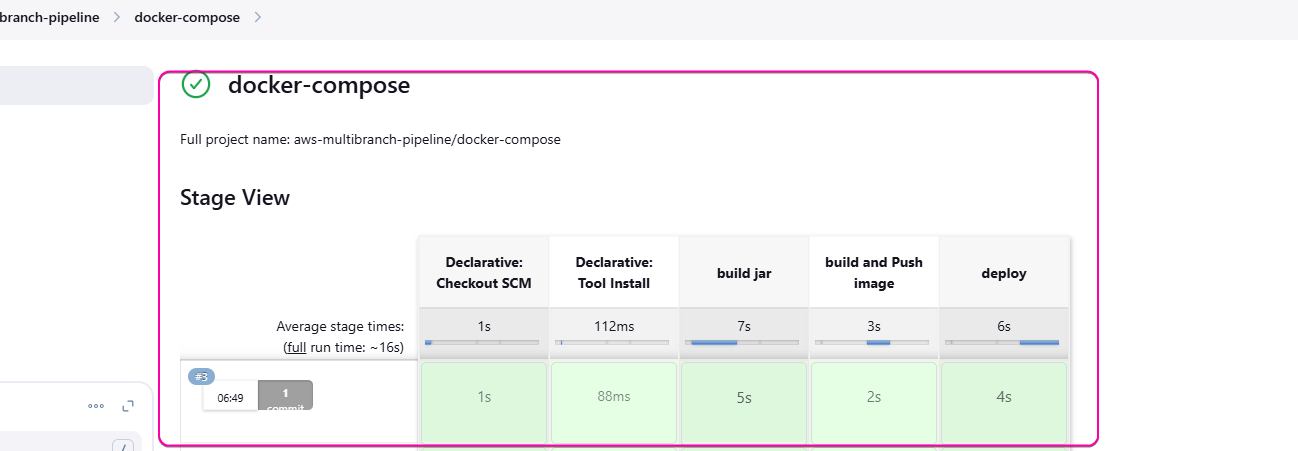 branch-pipeline > docker-compose >
docker-compose
Full project name: aws-multibranch-pipeline/docker-compose
Stage View
Declarative: Checkout SCM
Declarative: Tool Install
build jar
build and Push image
deploy
Average stage times:
(full run time: ~16s)
1s
112ms
7s
3s
6s
#3
06:49
1
commit
1s
88ms
5s
2s
4s
/